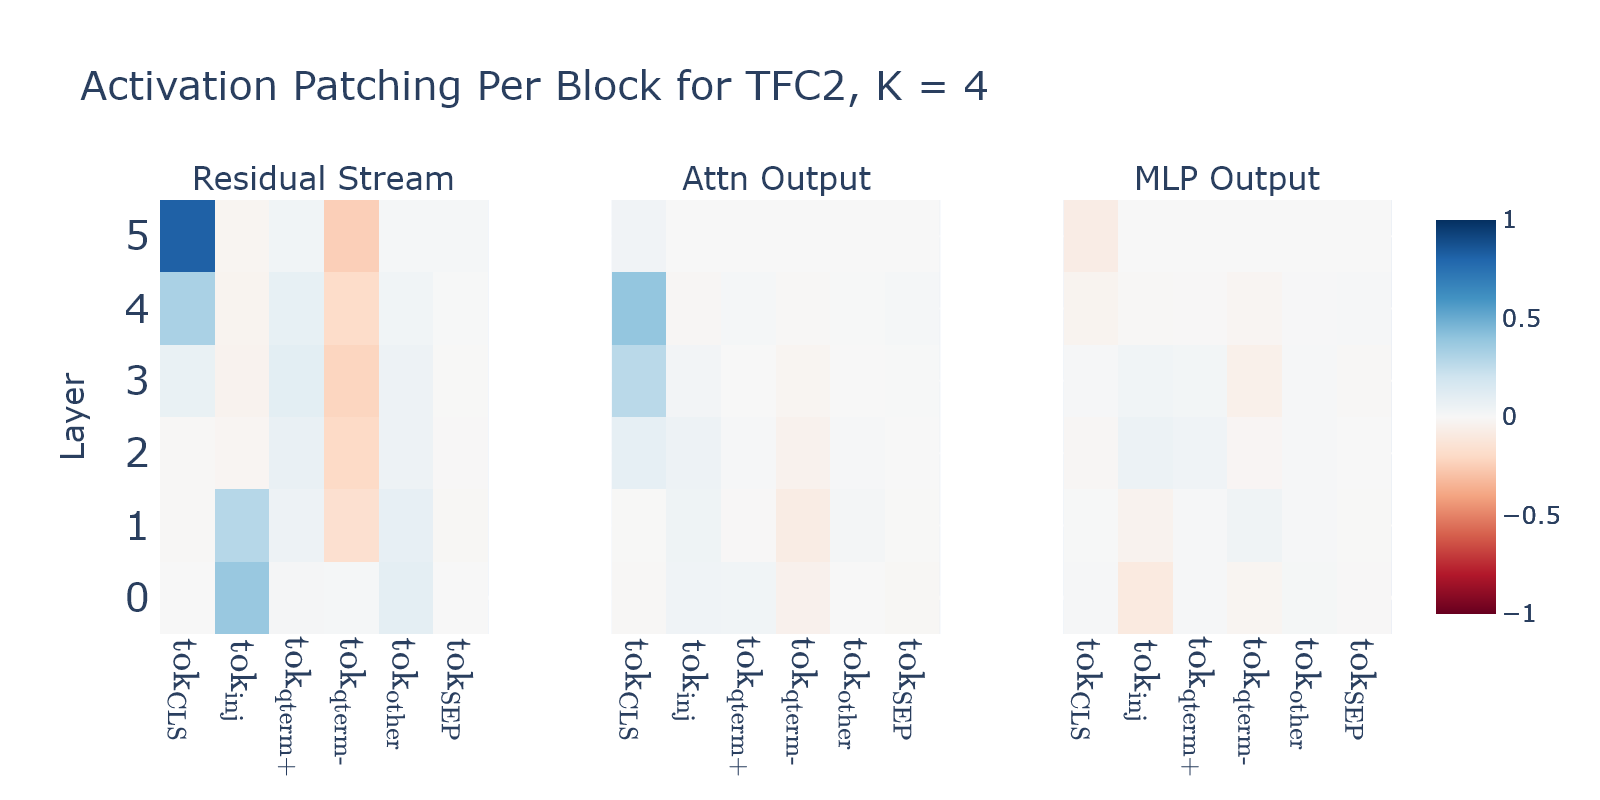 Activation Patching Per Block for TFC2, K = 4
Residual Stream
Attn Output
MLP Output
Layer
5
4
3
2
1
0
tokCLS
tokinj
tokqterm+
tokqterm-
tokother
tokSEP
tokCLS
tokinj
tokqterm+
tokqterm-
tokother
tokSEP
tokCLS
tokinj
tokqterm+
tokqterm-
tokother
tokSEP
1
0.5
0
−0.5
−1